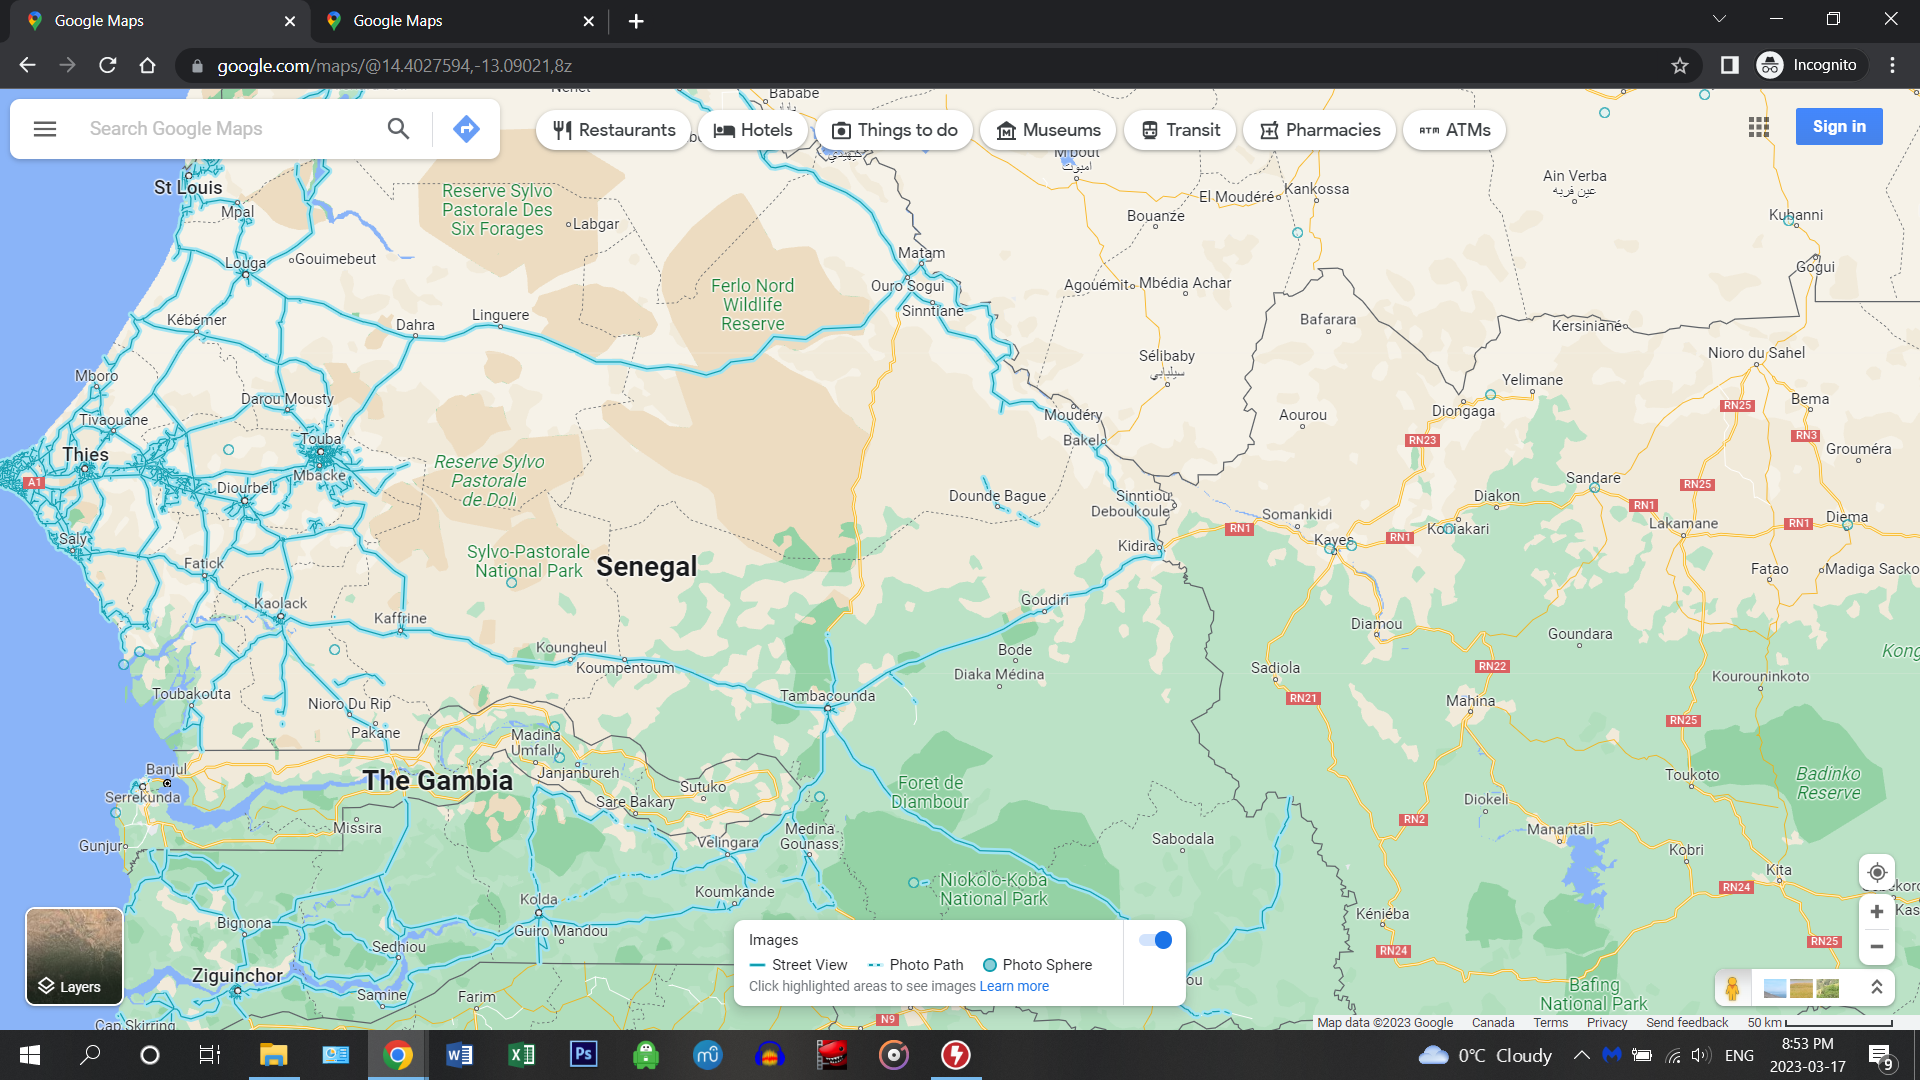 Google Maps
Google Maps
google.com/maps/@14.4027594,-13.09021,8z
Incognito
Search Google Maps
Restaurants
Hotels
Things to do
Museums
Transit
Pharmacies
ATMs
Sign in
Bababe
M'bout
امبوت
St Louis
Mpal
Reserve Sylvo
Pastorale Des
Six Forages
Labgar
El Moudéré
Kankossa
Bouanze
Ain Verba
عين فربه
Kubanni
Gogui
Louga
Gouimebeut
Matam
Ouro Sogui
Sinntiane
Ferlo Nord
Wildlife
Reserve
Agouémit
Mbédia Achar
Bafarara
Kersiniané
Kébémer
Dahra
Linguere
Sélibaby
سيليبابي
Nioro du Sahel
Yelimane
Mboro
Darou Mousty
Tivaouane
Moudéry
Bakel
Aourou
Diongaga
RN25
Bema
RN3
RN23
Grouméra
Touba
Mbacke
Thies
A1
Diourbel
Reserve Sylvo
Pastorale
de Doli
Dounde Bague
Sinntiou
Deboukoule
Somankidi
Sandare
Diakon
RN25
RN1
Lakamane
RN1
Diema
Saly
Fatick
Sylvo-Pastorale
National Park
Senegal
Kidira
RN1
Kayes
RN1
Koniakari
Fatao
Madiga Sacko
Kaolack
Kaffrine
Goudiri
Diamou
Goundara
Koungheul
Koumpentoum
Bode
Diaka Médina
Sadiola
RN22
RN21
Kong
Kourouninkoto
Toubakouta
Nioro Du Rip
Pakane
Tambacounda
Mahina
RN25
Madina
Umfally
Banjul
Serrekunda
The Gambia
Janjanbureh
Sutuko
Sare Bakary
Foret de
Diambour
Toukoto
Badinko
Reserve
Missira
Gunjur
Velingara
Medina
Gounass
Sabodala
Diokeli
RN2
Manantali
Kobri
Kita
Koumkande
Niokolo-Koba
National Park
RN24
Kolda
Guiro Mandou
Bignona
Sedhiou
Kéniéba
RN24
RN25
Ziguinchor
Samine
Farim
Cap Skirring
Bafing
National Park
N9
Layers
Images
Street View
Photo Path
Photo Sphere
Click highlighted areas to see images Learn more
Map data ©2023 Google
Canada
Terms
Privacy
Send feedback
50 km
0°C Cloudy
ENG
8:53 PM
2023-03-17
9